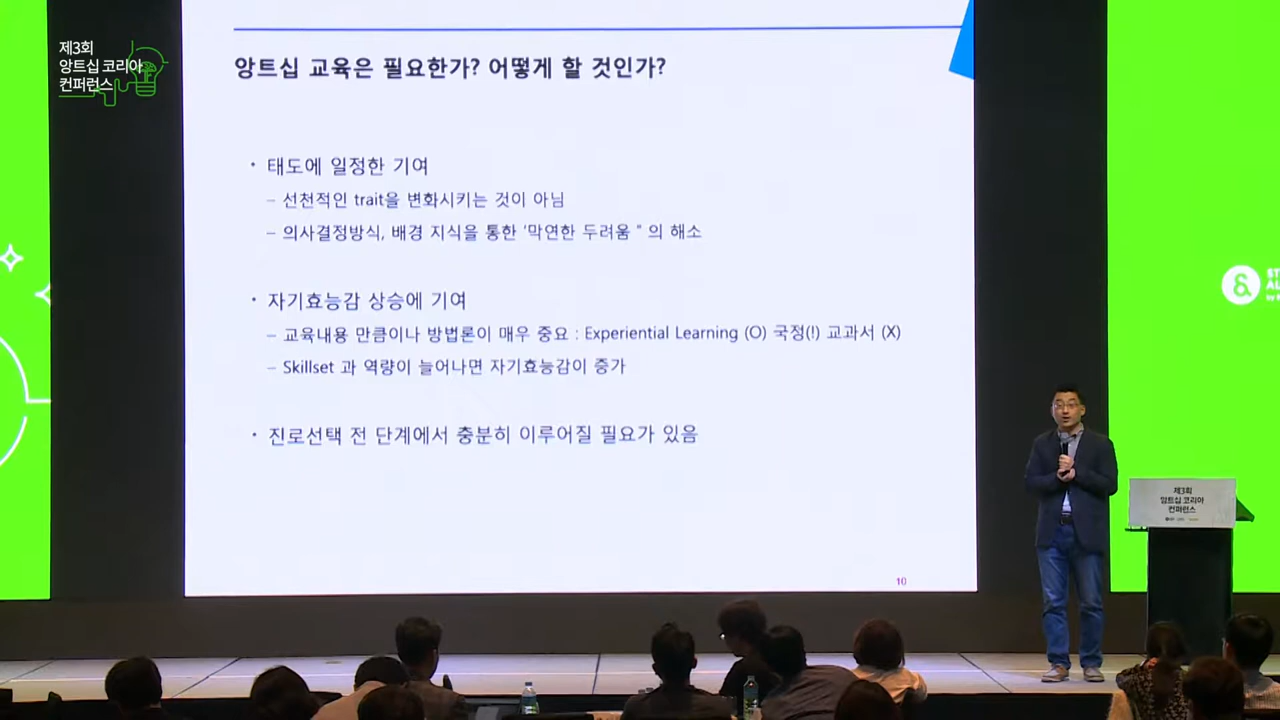 제3회
앙트십 코리아
컨퍼런스
앙트십 교육은 필요한가? 어떻게 할 것인가?
• 태도에 일정한 기여
– 선천적인 trait을 변화시키는 것이 아님
– 의사결정방식, 배경 지식을 통한 ‘막연한 두려움 “ 의 해소
• 자기효능감 상승에 기여
– 교육내용 만큼이나 방법론이 매우 중요 : Experiential Learning (O) 국정(!) 교과서 (X)
– Skillset 과 역량이 늘어나면 자기효능감이 증가
• 진로선택 전 단계에서 충분히 이루어질 필요가 있음
10
제3회
앙트십 코리아
컨퍼런스